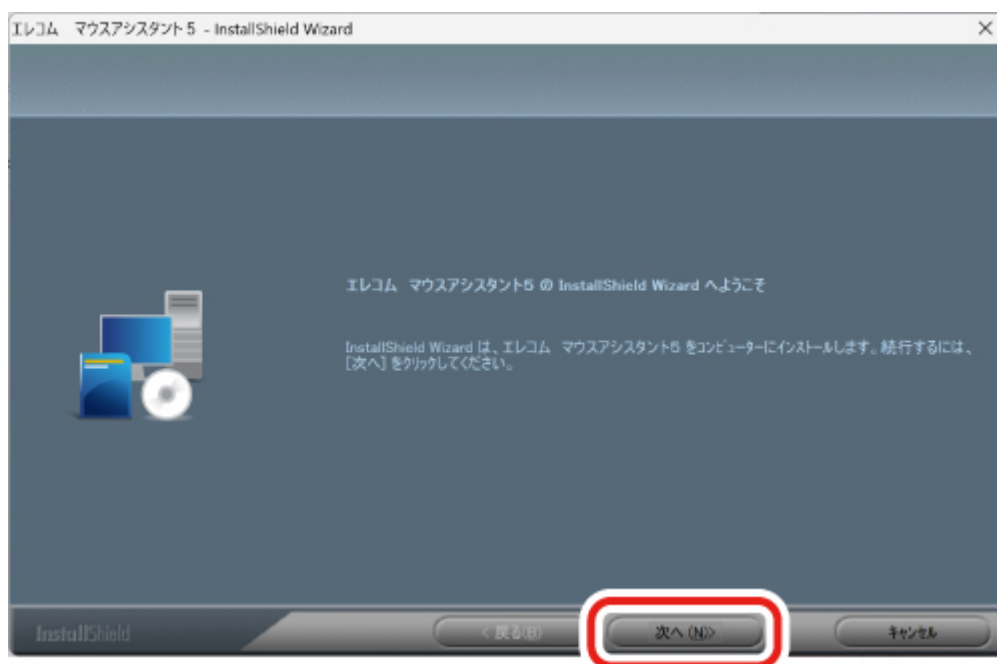 エレコム マウスアシスタント5 - InstallShield Wizard
エレコム マウスアシスタント5 の InstallShield Wizard へようこそ
InstallShield Wizard は、エレコム マウスアシスタント5 をコンピューターにインストールします。続行するには、
[次へ] をクリックしてください。
InstallShield
< 戻る(B)
次へ (N)>
キャンセル